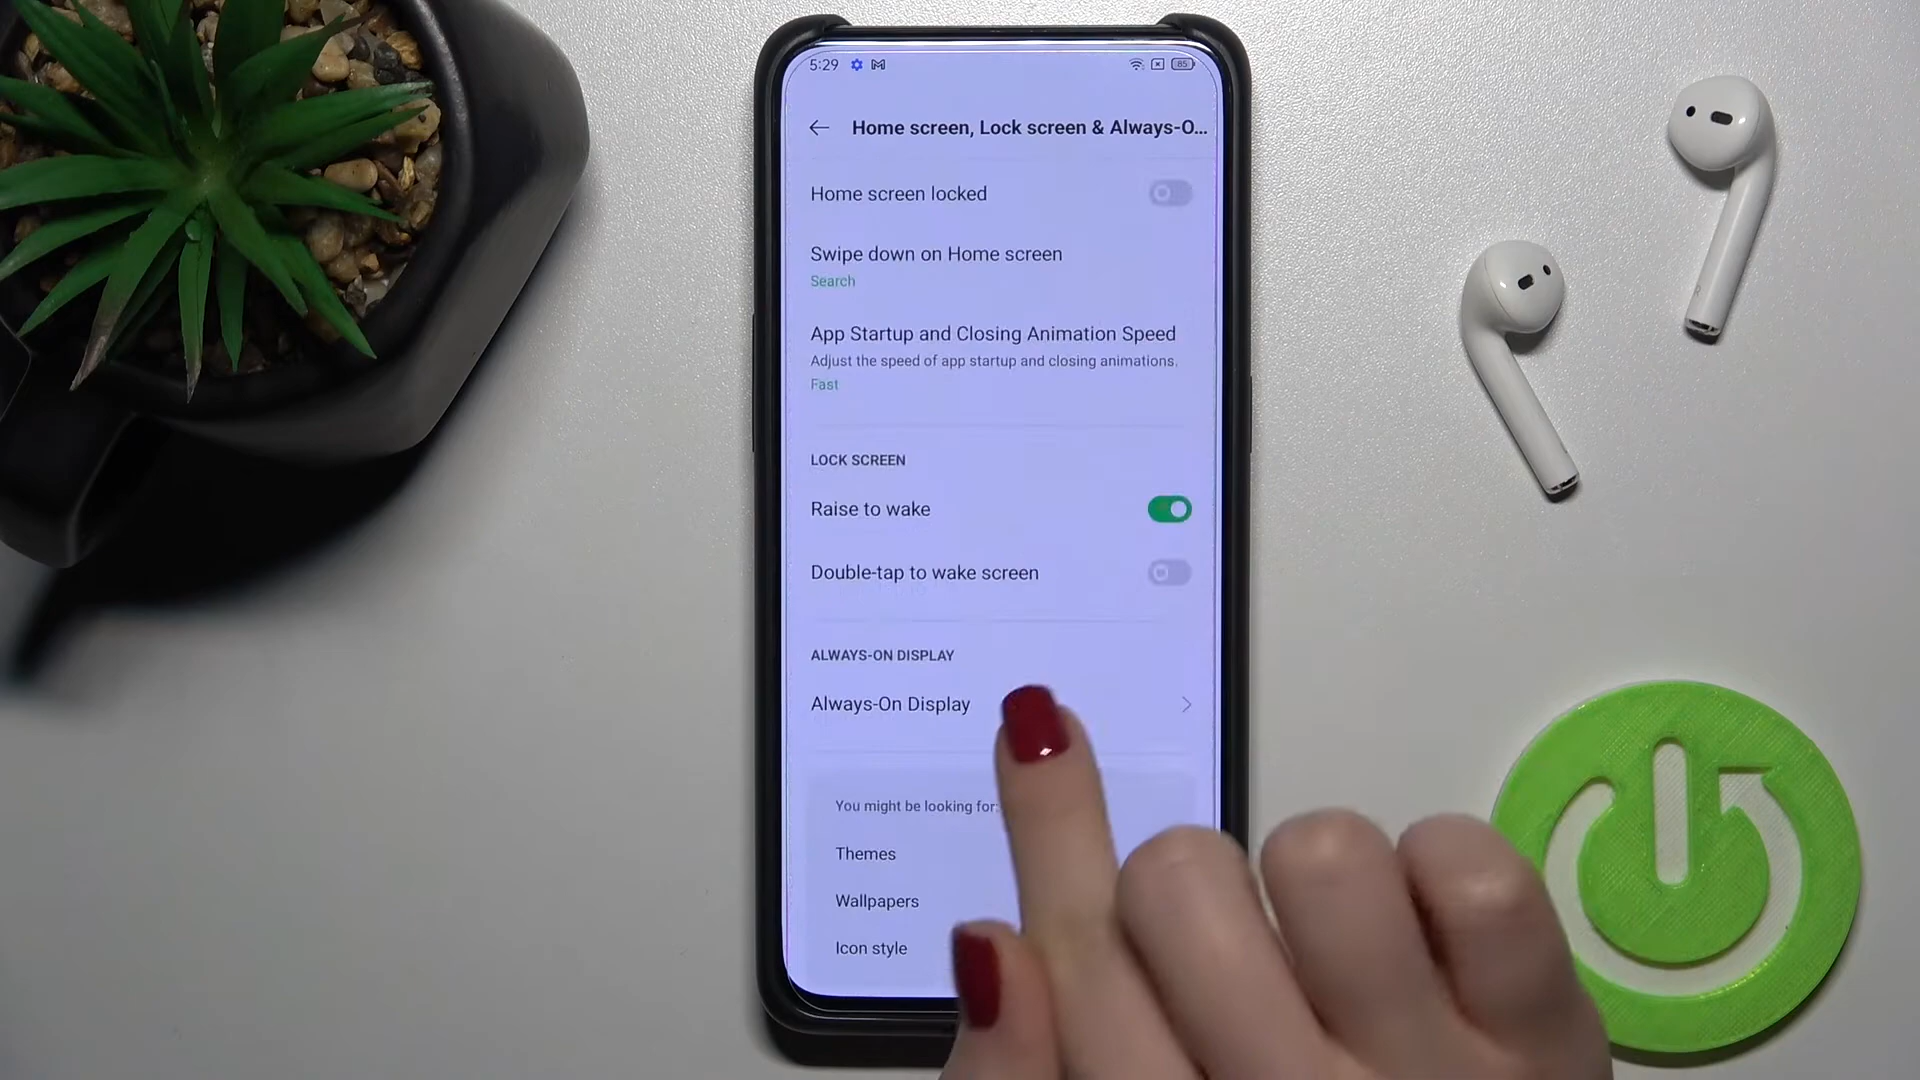 5:29
85
Home screen, Lock screen & Always-O...
Home screen locked
Swipe down on Home screen
Search
App Startup and Closing Animation Speed
Adjust the speed of app startup and closing animations.
Fast
LOCK SCREEN
Raise to wake
Double-tap to wake screen
ALWAYS-ON DISPLAY
Always-On Display
You might be looking for:
Themes
Wallpapers
Icon style